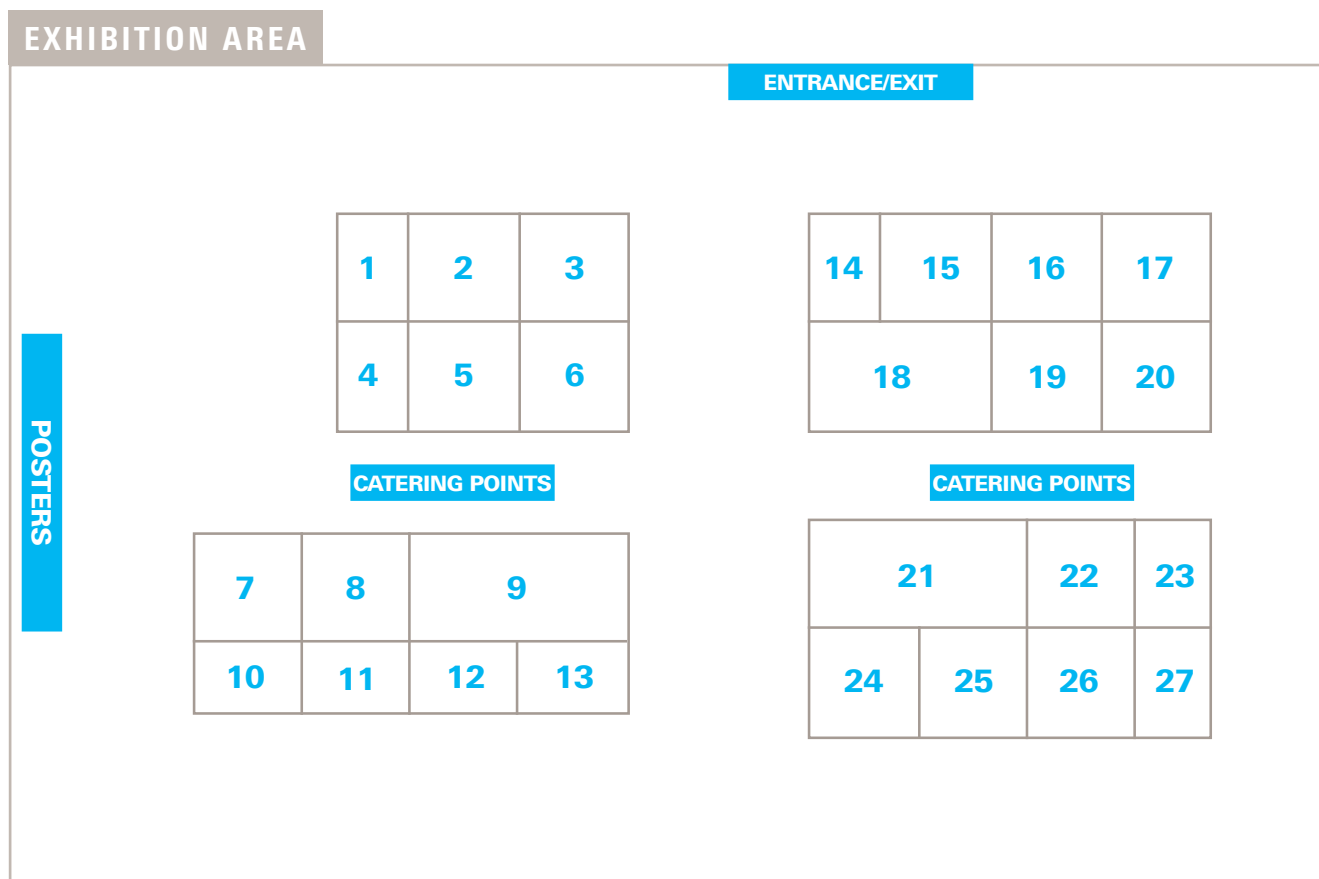 EXHIBITION AREA
ENTRANCE/EXIT
1 2 3
4 5 6
14 15 16 17
18 19 20
POSTERS
CATERING POINTS
CATERING POINTS
7 8 9
10 11 12 13
21 22 23
24 25 26 27